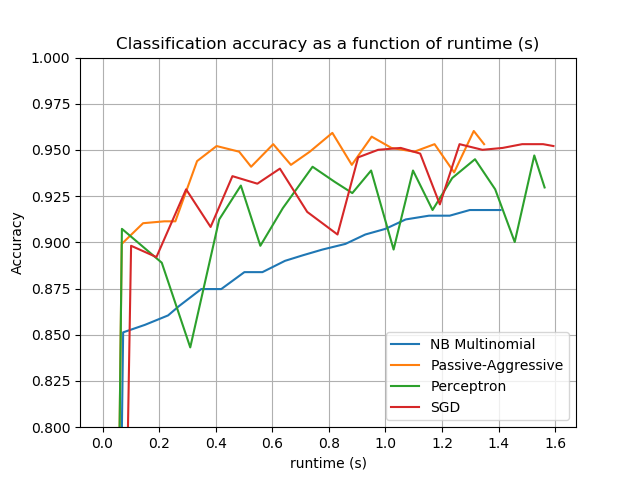 Classification accuracy as a function of runtime (s)
1.000
0.975
0.950
0.925
0.900
0.875
0.850
0.825
0.800
Accuracy
NB Multinomial
Passive-Aggressive
Perceptron
SGD
0.0 0.2 0.4 0.6 0.8 1.0 1.2 1.4 1.6
runtime (s)